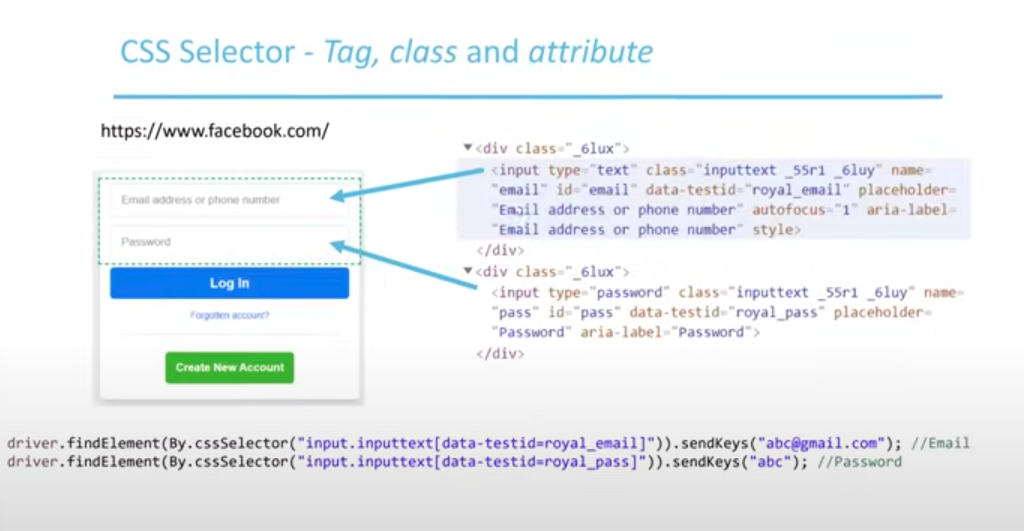 CSS Selector - Tag, class and attribute
https://www.facebook.com/
Email address or phone number
Password
Log In
Forgotten account?
Create New Account
▼<div class="_6lux">
<input type="text" class="inputtext _55r1 _6luy" name=
"email" id="email" data-testid="royal_email" placeholder=
"Email address or phone number" autofocus="1" aria-label=
"Email address or phone number" style>
</div>
▼<div class="_6lux">
<input type="password" class="inputtext _55r1 _6luy" name=
"pass" id="pass" data-testid="royal_pass" placeholder=
"Password" aria-label="Password">
</div>
driver.findElement(By.cssSelector("input.inputtext[data-testid=royal_email]")).sendKeys("abc@gmail.com"); //Email
driver.findElement(By.cssSelector("input.inputtext[data-testid=royal_pass]")).sendKeys("abc"); //Password